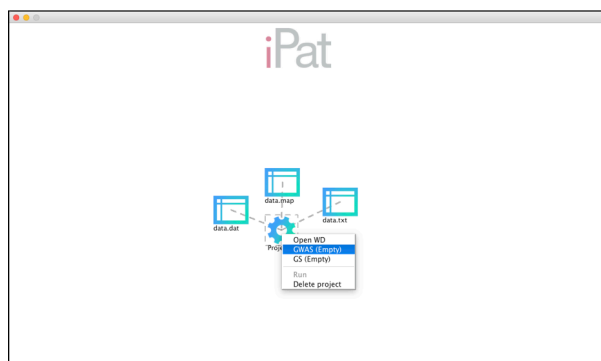 iPat
data.map
data.dat
data.txt
Open WD
GWAS (Empty)
GS (Empty)
Run
Delete project